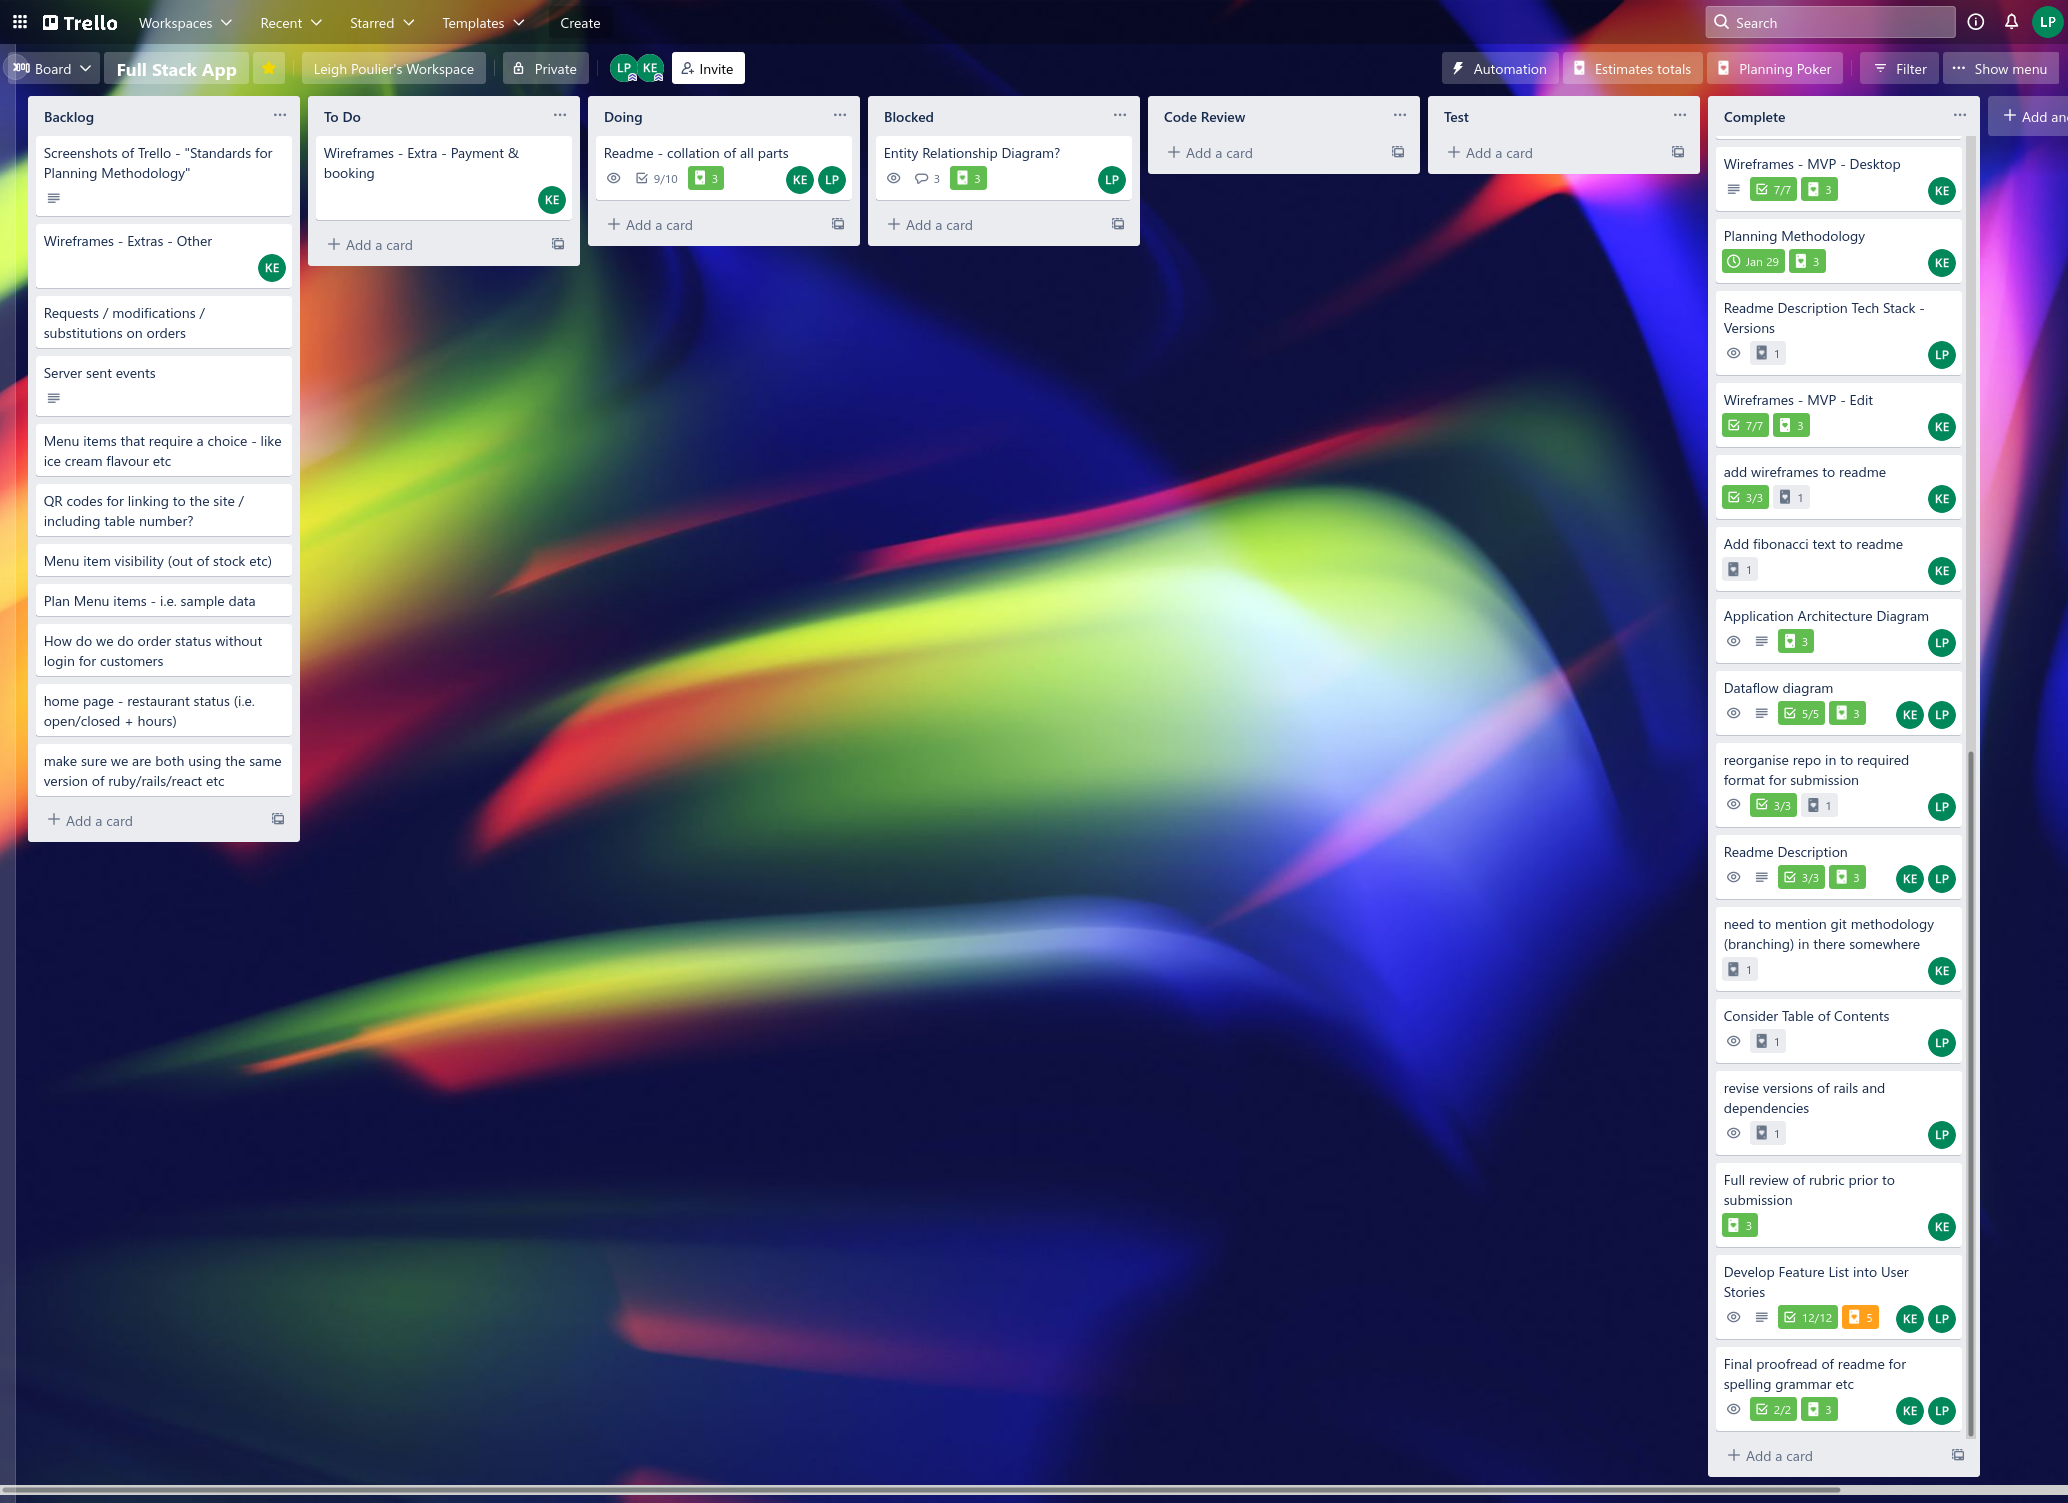 Trello
Workspaces
Recent
Starred
Templates
Create
Search
LP
Board
Full Stack App
Leigh Poulier's Workspace
Private
LP
KE
Invite
Automation
Estimates totals
Planning Poker
Filter
Show menu
Backlog
Screenshots of Trello - "Standards for
Planning Methodology"
Wireframes - Extras - Other
KE
Requests / modifications /
substitutions on orders
Server sent events
Menu items that require a choice - like
ice cream flavour etc
QR codes for linking to the site /
including table number?
Menu item visibility (out of stock etc)
Plan Menu items - i.e. sample data
How do we do order status without
login for customers
home page - restaurant status (i.e.
open/closed + hours)
make sure we are both using the same
version of ruby/rails/react etc
Add a card
To Do
Wireframes - Extra - Payment &
booking
KE
Add a card
Doing
Readme - collation of all parts
9/10 3 KE LP
Add a card
Blocked
Entity Relationship Diagram?
3 3 LP
Add a card
Code Review
Add a card
Test
Add a card
Complete
Wireframes - MVP - Desktop
7/7 3 KE
Planning Methodology
Jan 29 3 KE
Readme Description Tech Stack -
Versions
1 LP
Wireframes - MVP - Edit
7/7 3 KE
add wireframes to readme
3/3 1 KE
Add fibonacci text to readme
1 KE
Application Architecture Diagram
3 LP
Dataflow diagram
5/5 3 KE LP
reorganise repo in to required
format for submission
3/3 1 LP
Readme Description
3/3 3 KE LP
need to mention git methodology
(branching) in there somewhere
1 KE
Consider Table of Contents
1 LP
revise versions of rails and
dependencies
1 LP
Full review of rubric prior to
submission
3 KE
Develop Feature List into User
Stories
12/12 5 KE LP
Final proofread of readme for
spelling grammar etc
2/2 3 KE LP
Add a card
Add